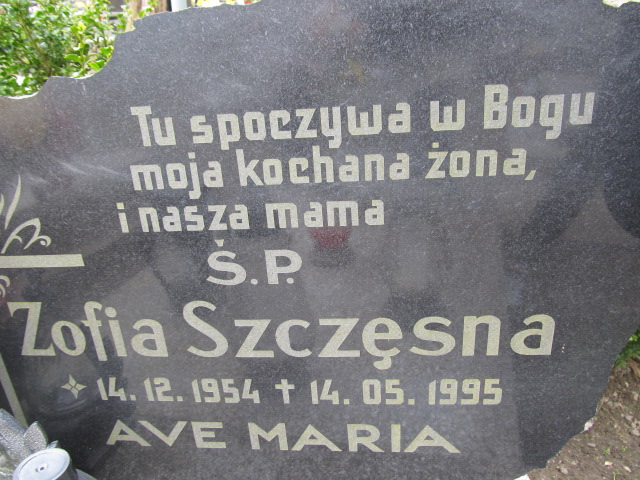 Tu spoczywa w Bogu
moja kochana żona,
i nasza mama
Ś.P.
Zofia Szczęsna
14.12.1954 † 14.05.1995
AVE MARIA